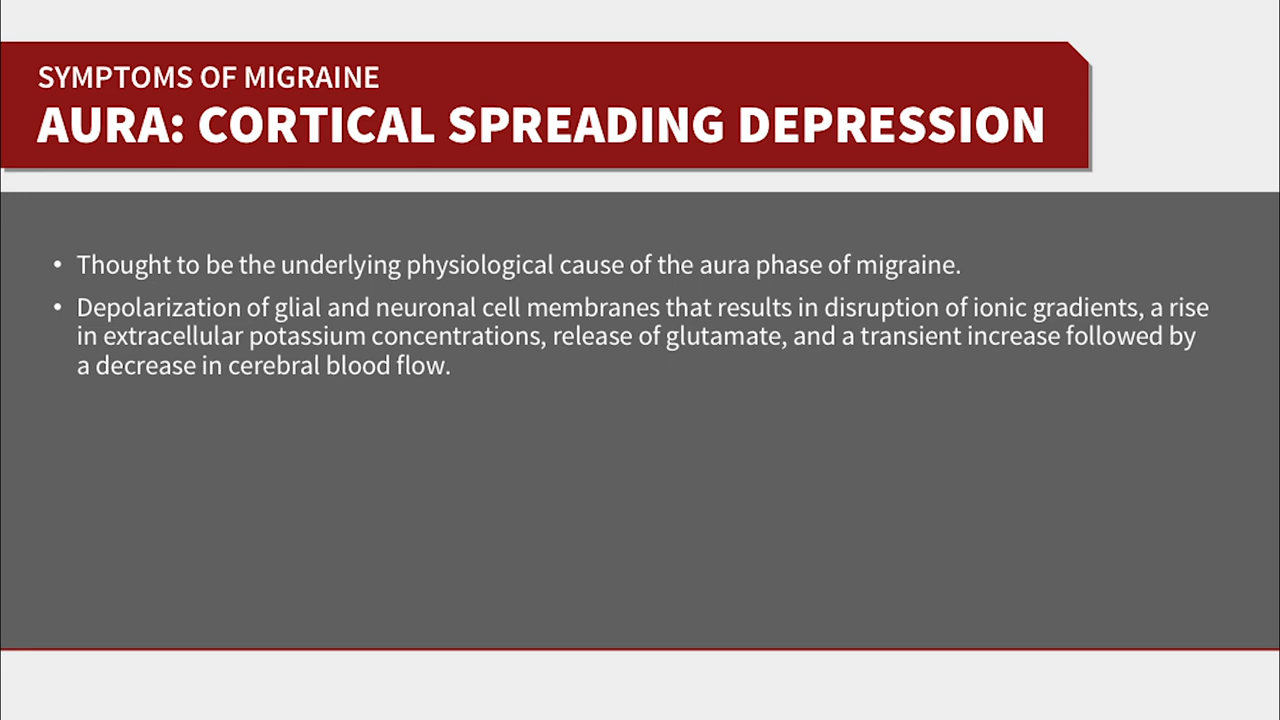 SYMPTOMS OF MIGRAINE
AURA: CORTICAL SPREADING DEPRESSION
• Thought to be the underlying physiological cause of the aura phase of migraine.
• Depolarization of glial and neuronal cell membranes that results in disruption of ionic gradients, a rise
in extracellular potassium concentrations, release of glutamate, and a transient increase followed by
a decrease in cerebral blood flow.